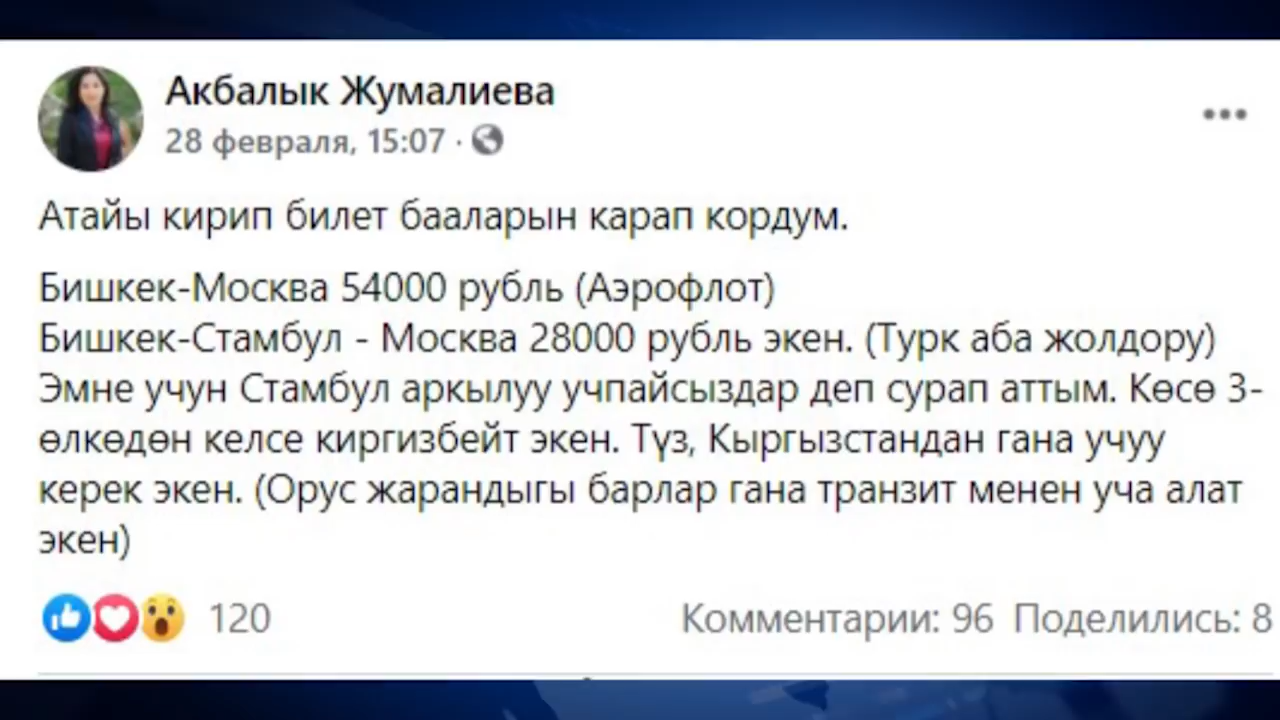 Акбалык Жумалиева
28 февраля, 15:07 ·
Атайы кирип билет бааларын карап кордум.
Бишкек-Москва 54000 рубль (Аэрофлот)
Бишкек-Стамбул - Москва 28000 рубль экен. (Турк аба жолдору)
Эмне учун Стамбул аркылуу учпайсыздар деп сурап аттым. Көсө 3-
өлкөдөн келсе киргизбейт экен. Түз, Кыргызстандан гана учуу
керек экен. (Орус жарандыгы барлар гана транзит менен уча алат
экен)
120
Комментарии: 96 Поделились: 8